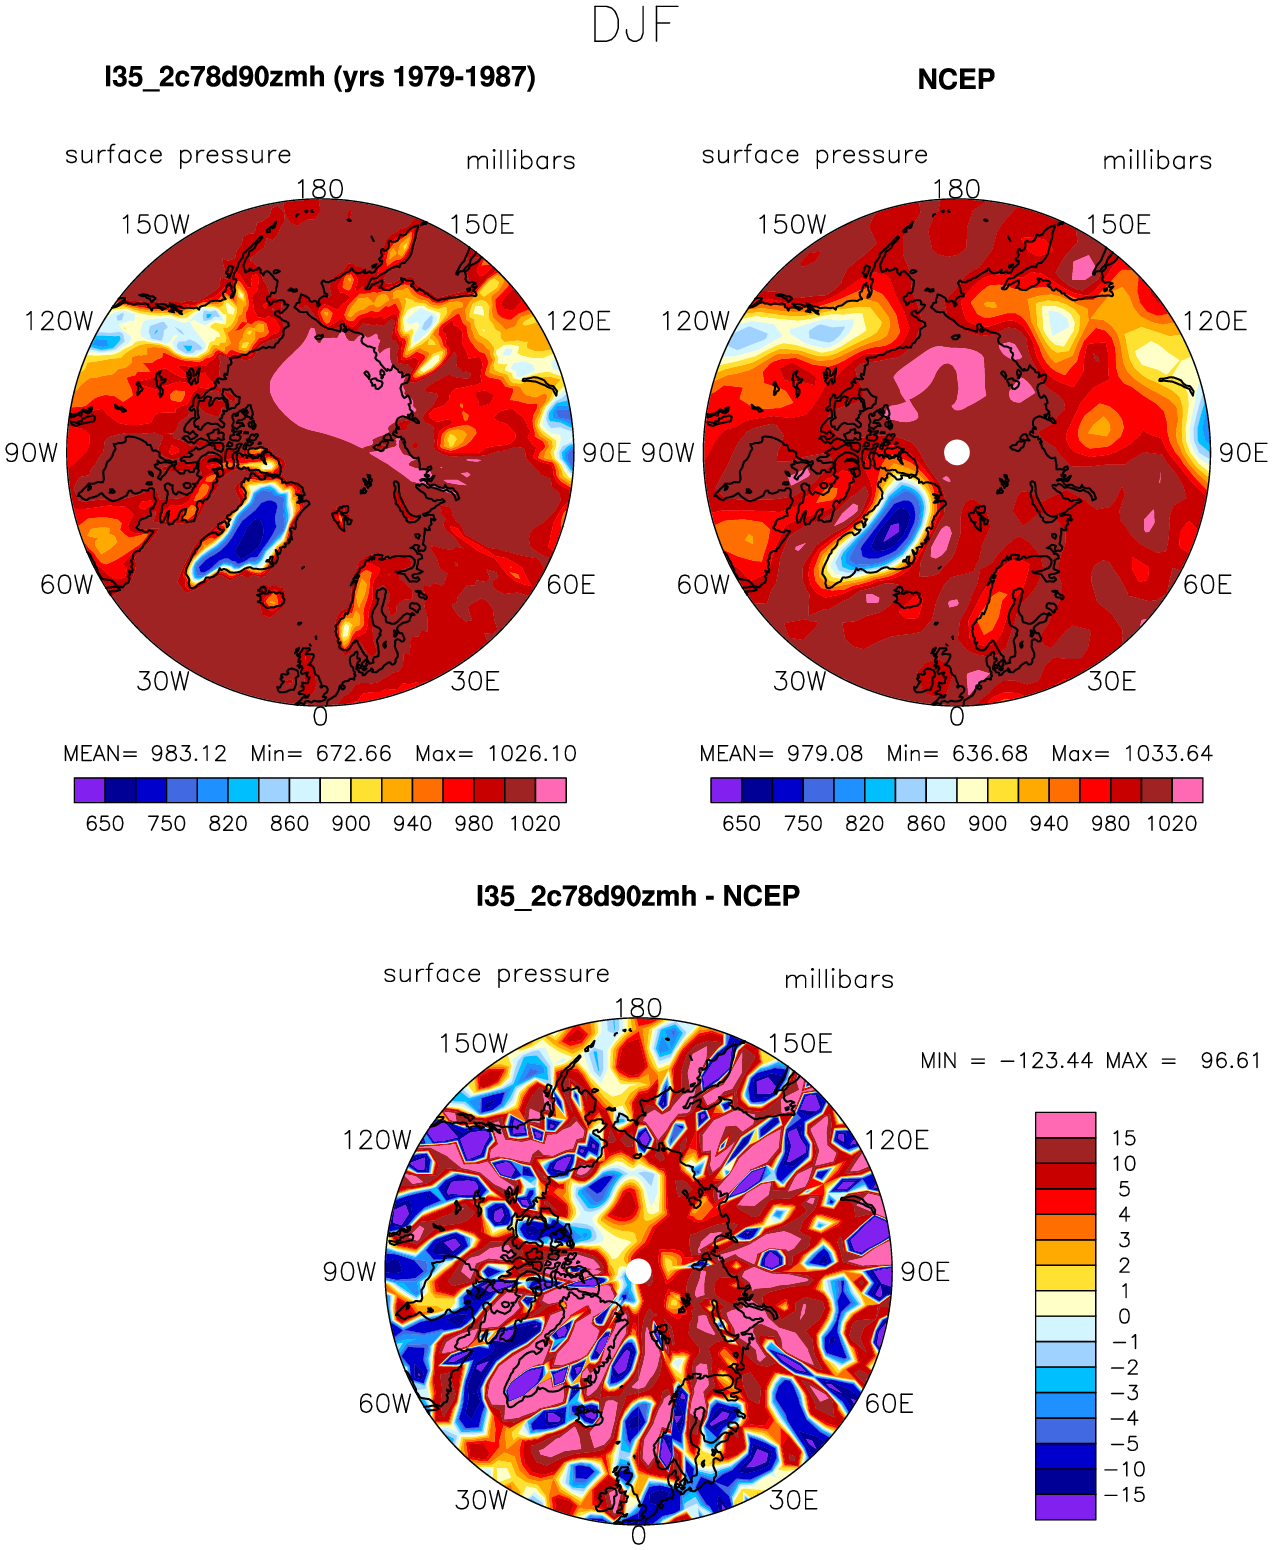 DJF
I35_2c78d90zmh (yrs 1979-1987)
NCEP
surface pressure millibars
surface pressure millibars
180
180
150W 150E
150W 150E
120W 120E
120W 120E
90W 90E
90W 90E
60W 60E
60W 60E
30W 30E
30W 30E
0
0
MEAN= 983.12 Min= 672.66 Max= 1026.10
MEAN= 979.08 Min= 636.68 Max= 1033.64
650 750 820 860 900 940 980 1020
650 750 820 860 900 940 980 1020
I35_2c78d90zmh - NCEP
surface pressure millibars
180
150W 150E
MIN = -123.44 MAX = 96.61
120W 120E
90W 90E
60W 60E
30W 30E
0
15
10
5
4
3
2
1
0
-1
-2
-3
-4
-5
-10
-15